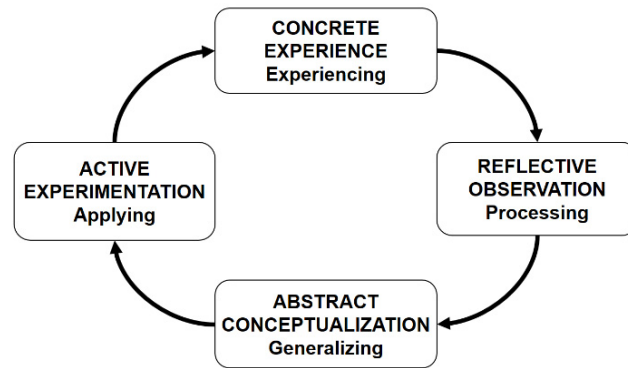 CONCRETE
EXPERIENCE
Experiencing
REFLECTIVE
OBSERVATION
Processing
ABSTRACT
CONCEPTUALIZATION
Generalizing
ACTIVE
EXPERIMENTATION
Applying